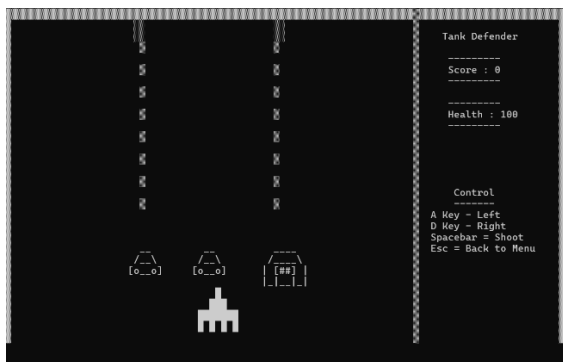 Tank Defender
Score : 0
Health : 100
Control
A Key - Left
D Key - Right
Spacebar = Shoot
Esc = Back to Menu